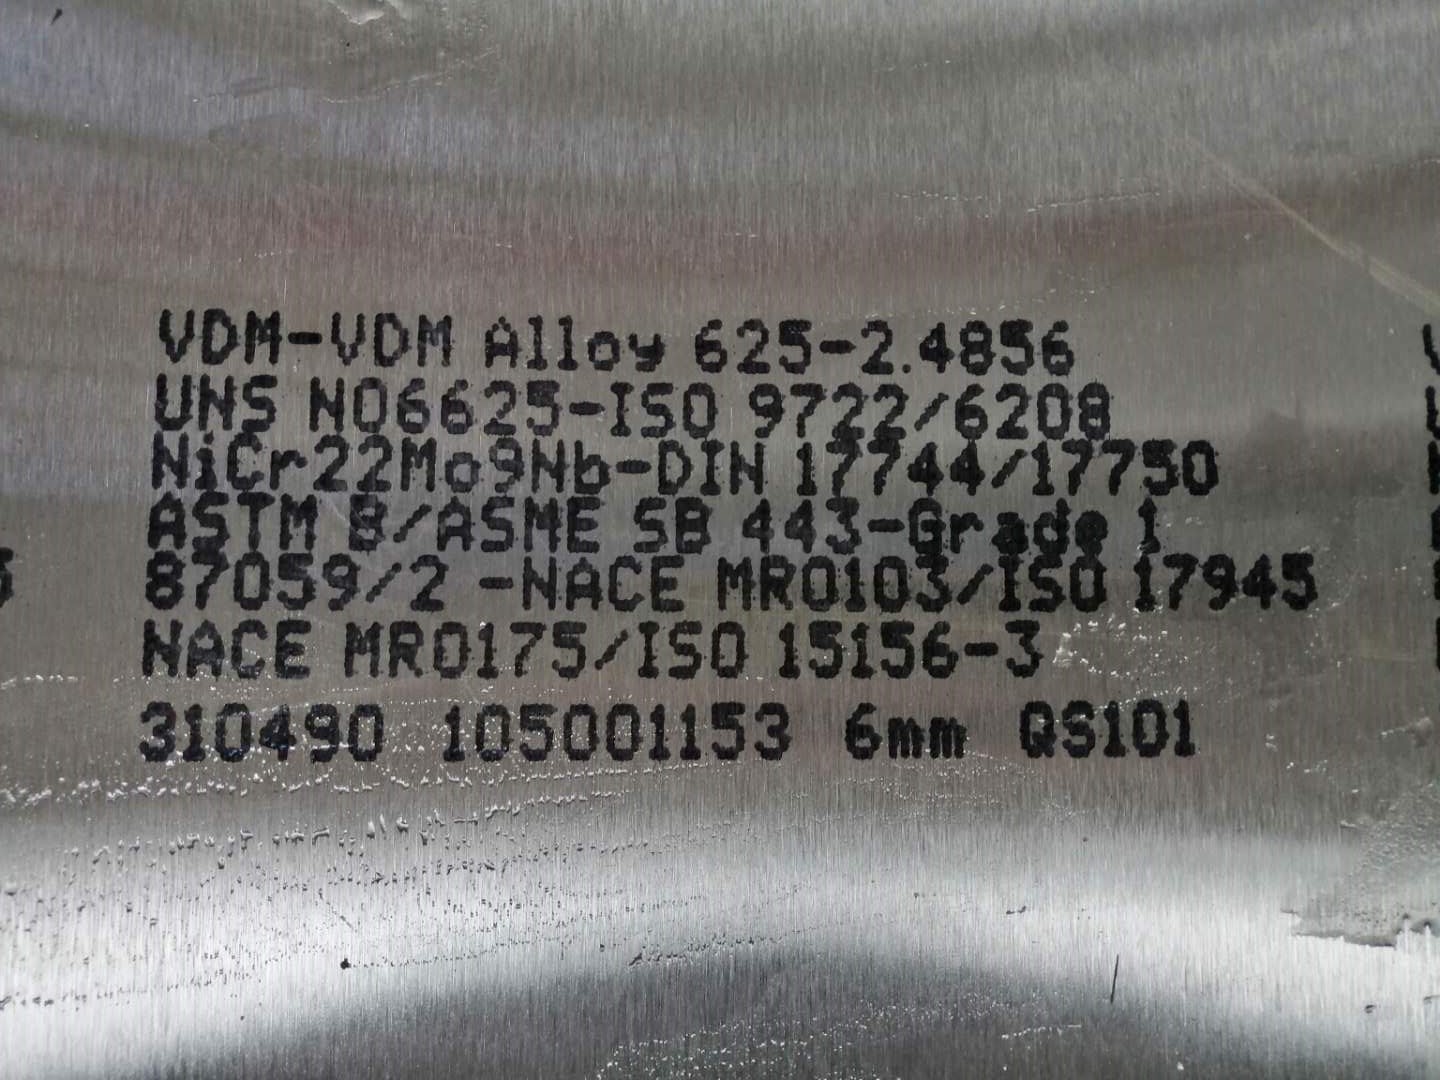 VDM-VDM Alloy 625-2.4856
UNS N06625-ISO 9722/6208
NiCr22Mo9Nb-DIN 17744/17750
ASTM B/ASME SB 443-Grade 1
87059/2 -NACE MR0103/ISO 17945
NACE MR0175/ISO 15156-3
310490 105001153 6mm QS101